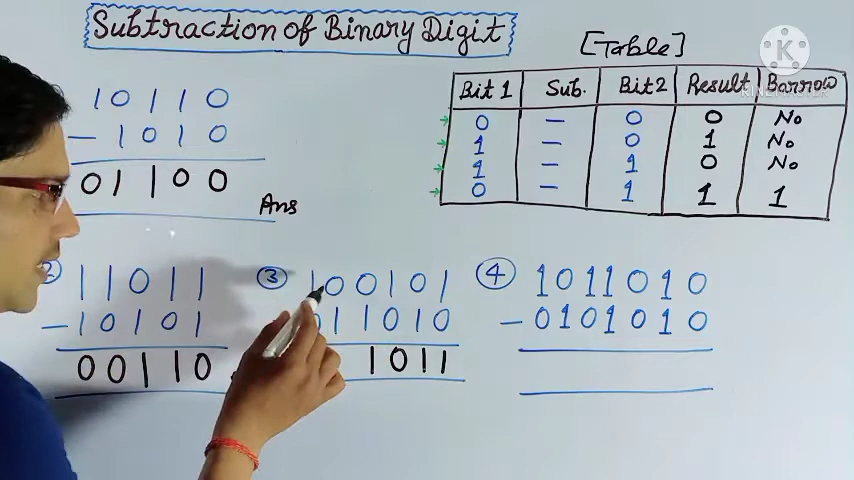 Subtraction of Binary Digit
10110
- 1010
01100
Ans
[Table]
Bit 1 Sub. Bit2 Result Barrow
0 - 0 0 No
1 - 0 1 No
1 - 1 0 No
0 - 1 1 1
2 11011
- 10101
00110
3 100101
011010
1011
4 1011010
- 0101010
K
KINEMASTER